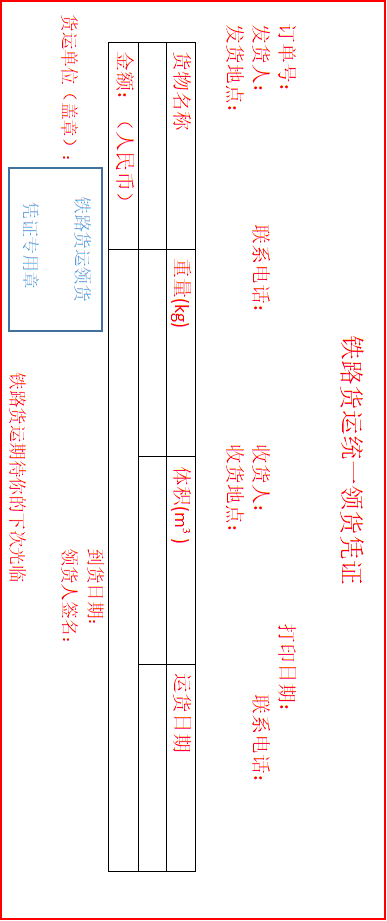 铁路货运统一领货凭证
订单号： 打印日期：
发货人： 联系电话： 收货人： 联系电话：
发货地点： 收货地点：
货物名称 重量(kg) 体积(m³ ) 运货日期
金额：（人民币）
到货日期：
货运单位（盖章）： 领货人签名：
铁路货运领货
凭证专用章
铁路货运期待你的下次光临